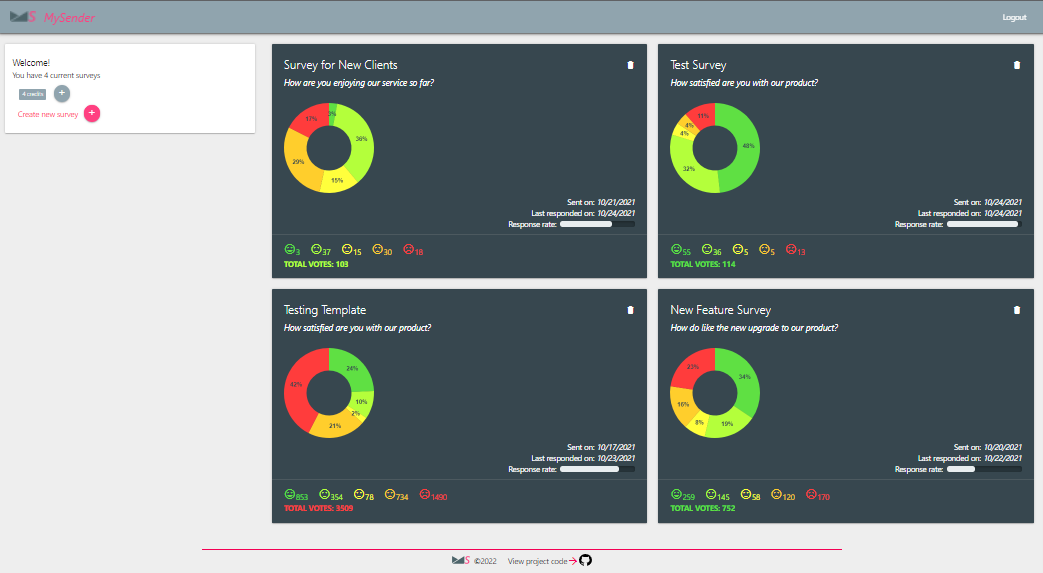 MS MySender
Logout
Welcome!
You have 4 current surveys
4 credits +
Create new survey +
Survey for New Clients
How are you enjoying our service so far?
3%
17%
36%
29%
15%
Sent on: 10/21/2021
Last responded on: 10/24/2021
Response rate:
3 37 15 30 18
TOTAL VOTES: 103
Test Survey
How satisfied are you with our product?
11%
4%
4%
48%
32%
Sent on: 10/24/2021
Last responded on: 10/24/2021
Response rate:
55 36 5 5 13
TOTAL VOTES: 114
Testing Template
How satisfied are you with our product?
24%
42%
10%
2%
21%
Sent on: 10/17/2021
Last responded on: 10/23/2021
Response rate:
853 354 78 734 1490
TOTAL VOTES: 3509
New Feature Survey
How do like the new upgrade to our product?
23%
34%
16%
8%
19%
Sent on: 10/20/2021
Last responded on: 10/22/2021
Response rate:
259 145 58 120 170
TOTAL VOTES: 752
MS ©2022 View project code →